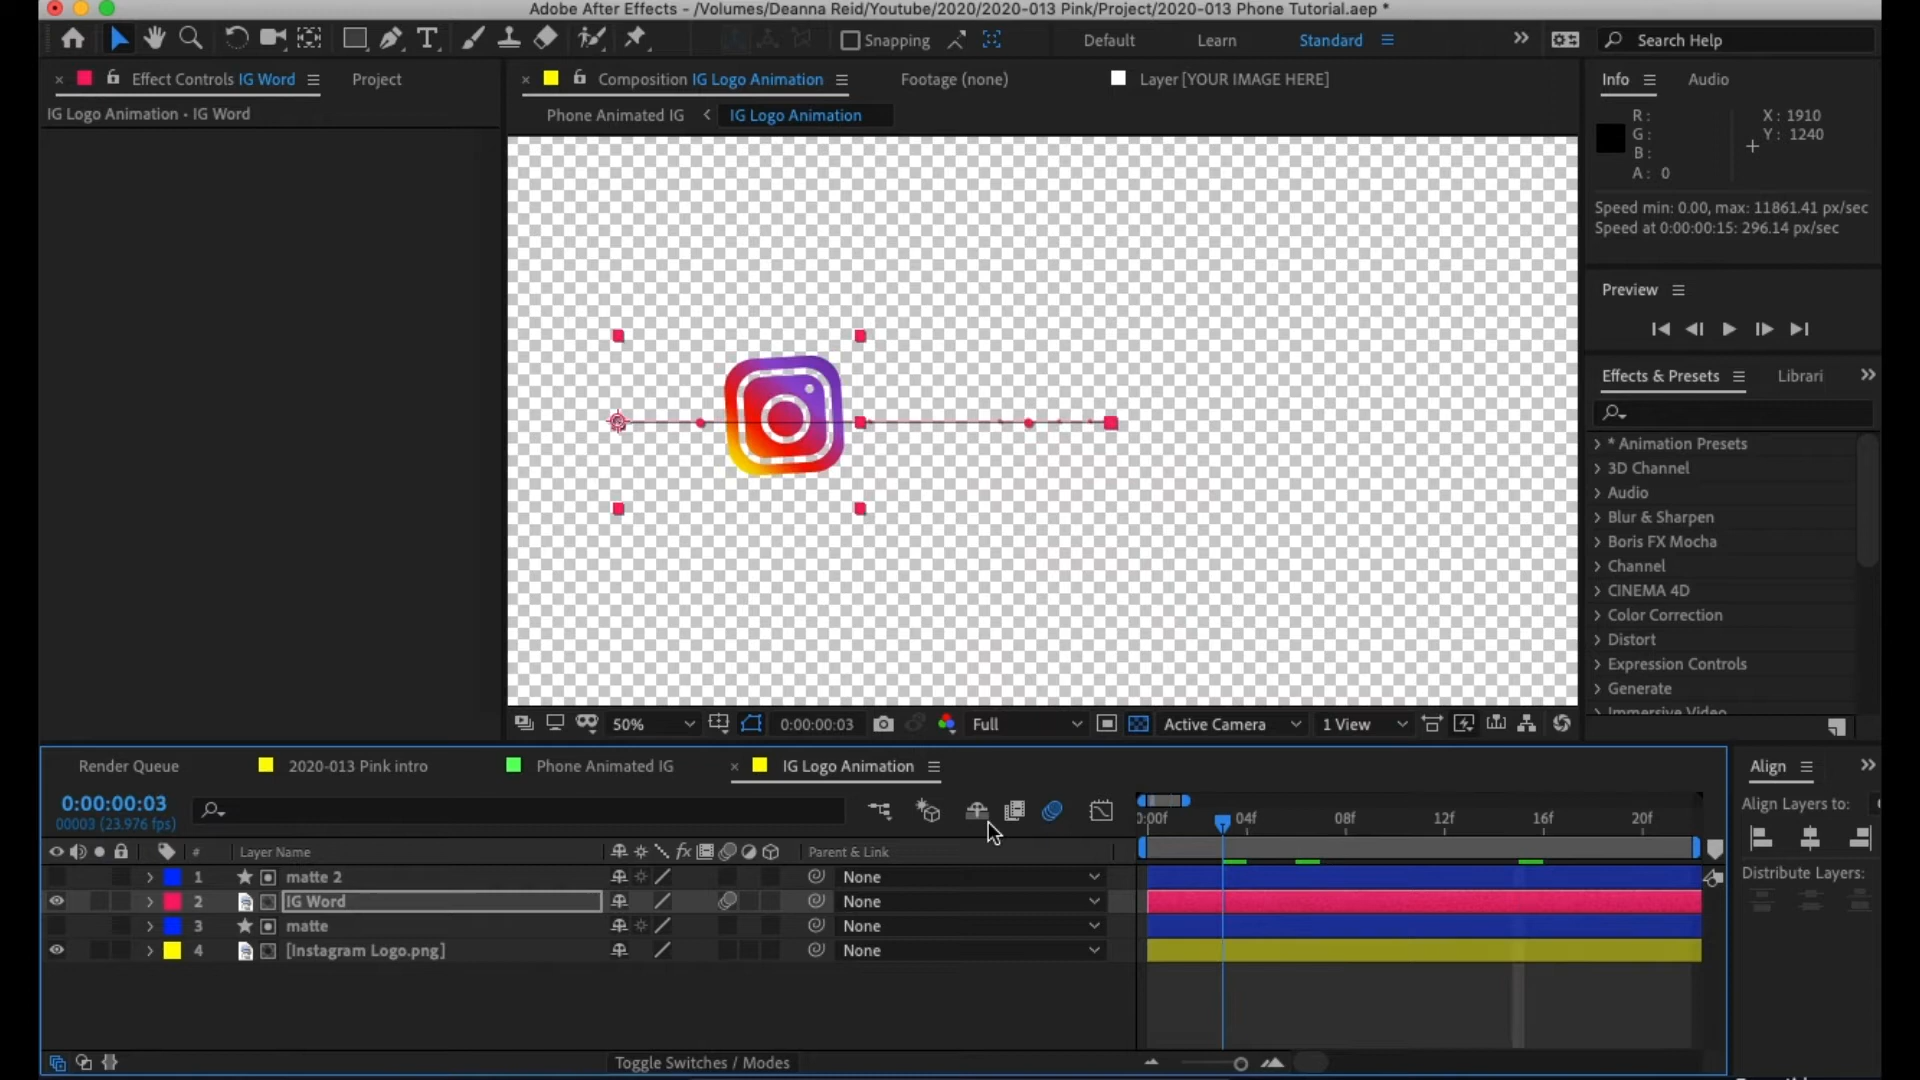 Adobe After Effects - /Volumes/Deanna Reid/Youtube/2020/2020-013 Pink/Project/2020-013 Phone Tutorial.aep *
Snapping
Default
Learn
Standard
Search Help
Effect Controls IG Word
Project
Composition IG Logo Animation
Footage (none)
Layer [YOUR IMAGE HERE]
Info
Audio
IG Logo Animation • IG Word
Phone Animated IG
IG Logo Animation
R :
G :
B :
A : 0
X : 1910
Y : 1240
Speed min: 0.00, max: 11861.41 px/sec
Speed at 0:00:00:15: 296.14 px/sec
Preview
Effects & Presets
Librari
* Animation Presets
3D Channel
Audio
Blur & Sharpen
Boris FX Mocha
Channel
CINEMA 4D
Color Correction
Distort
Expression Controls
Generate
Immersive Video
50%
0:00:00:03
Full
Active Camera
1 View
Render Queue
2020-013 Pink intro
Phone Animated IG
IG Logo Animation
Align
0:00:00:03
00003 (23.976 fps)
Align Layers to:
04f
08f
12f
16f
20f
# Layer Name
Parent & Link
1 matte 2 None
2 IG Word None
3 matte None
4 [Instagram Logo.png] None
Distribute Layers:
Toggle Switches / Modes